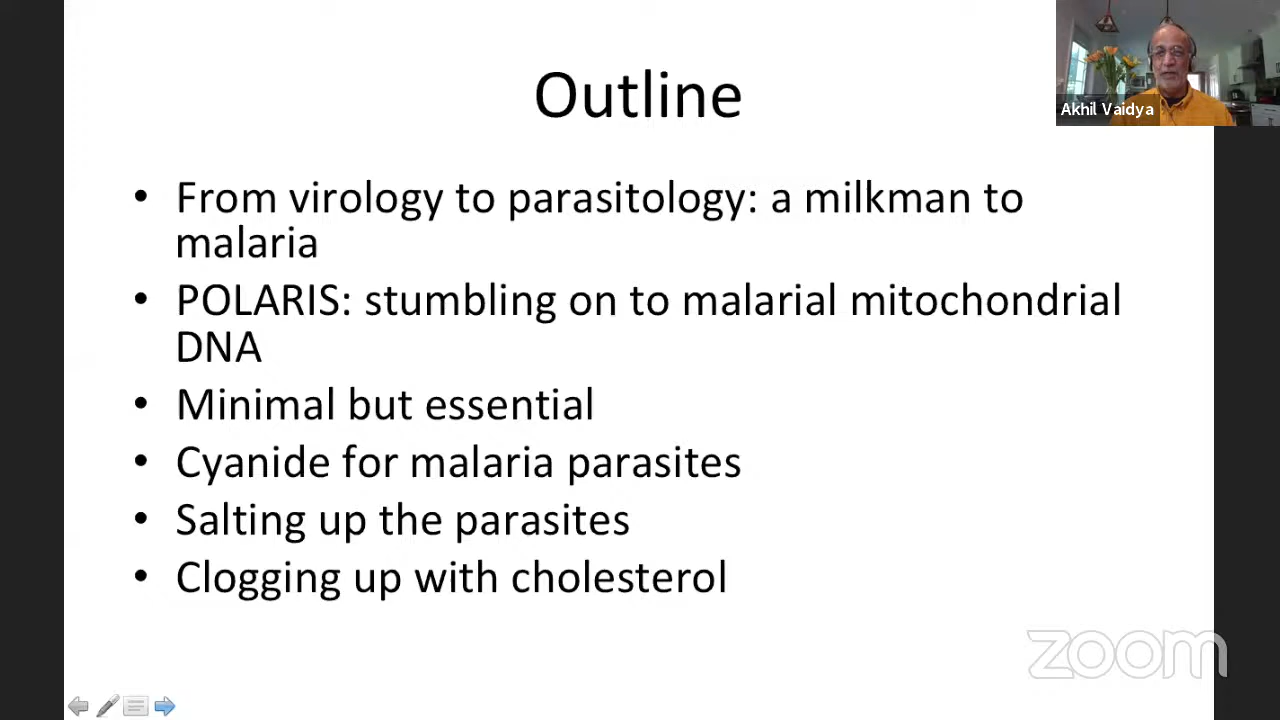 Outline
Akhil Vaidya
• From virology to parasitology: a milkman to
malaria
• POLARIS: stumbling on to malarial mitochondrial
DNA
• Minimal but essential
• Cyanide for malaria parasites
• Salting up the parasites
• Clogging up with cholesterol
zoom